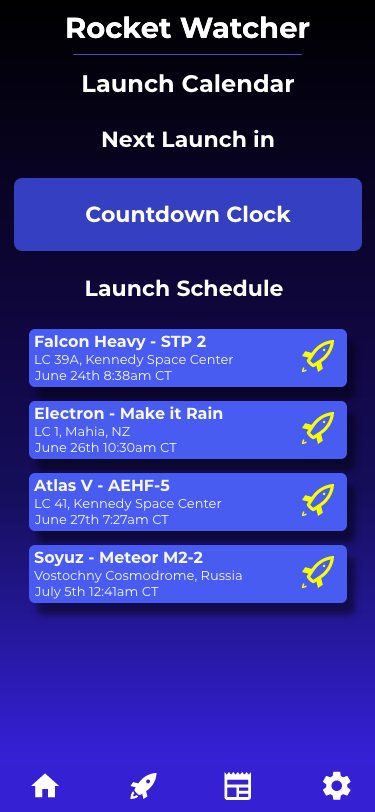 Rocket Watcher
Launch Calendar
Next Launch in
Countdown Clock
Launch Schedule
Falcon Heavy - STP 2
LC 39A, Kennedy Space Center
June 24th 8:38am CT
Electron - Make it Rain
LC 1, Mahia, NZ
June 26th 10:30am CT
Atlas V - AEHF-5
LC 41, Kennedy Space Center
June 27th 7:27am CT
Soyuz - Meteor M2-2
Vostochny Cosmodrome, Russia
July 5th 12:41am CT